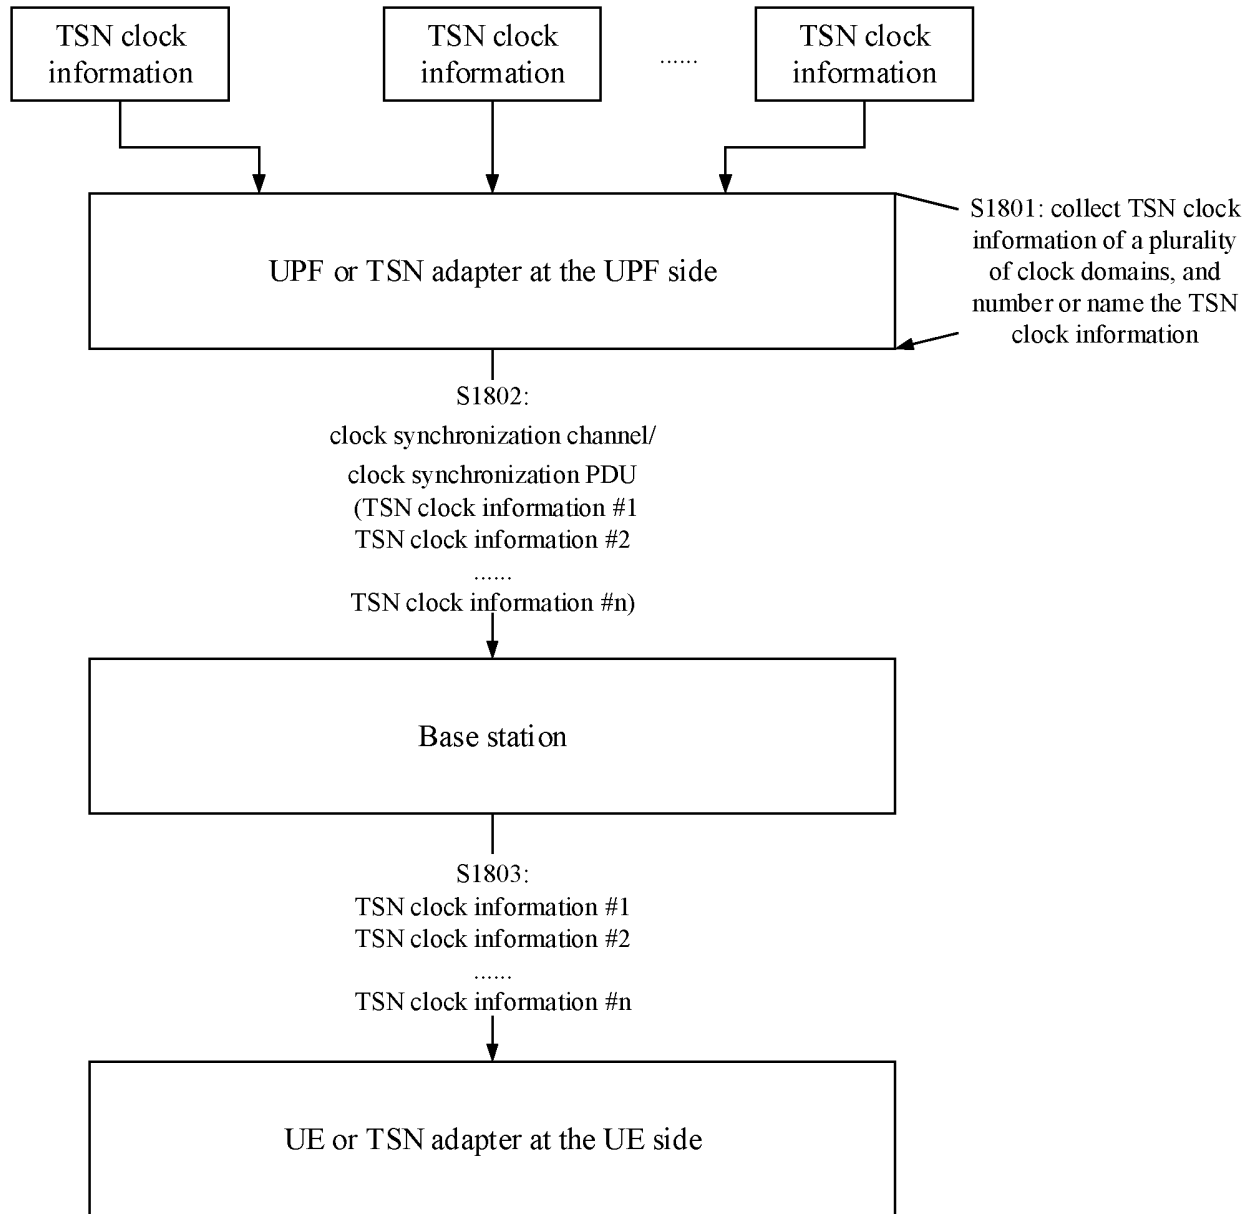 TSN clock
information
TSN clock
information
......
TSN clock
information
UPF or TSN adapter at the UPF side
S1801: collect TSN clock
information of a plurality
of clock domains, and
number or name the TSN
clock information
S1802:
clock synchronization channel/
clock synchronization PDU
(TSN clock information #1
TSN clock information #2
......
TSN clock information #n)
Base station
S1803:
TSN clock information #1
TSN clock information #2
......
TSN clock information #n
UE or TSN adapter at the UE side